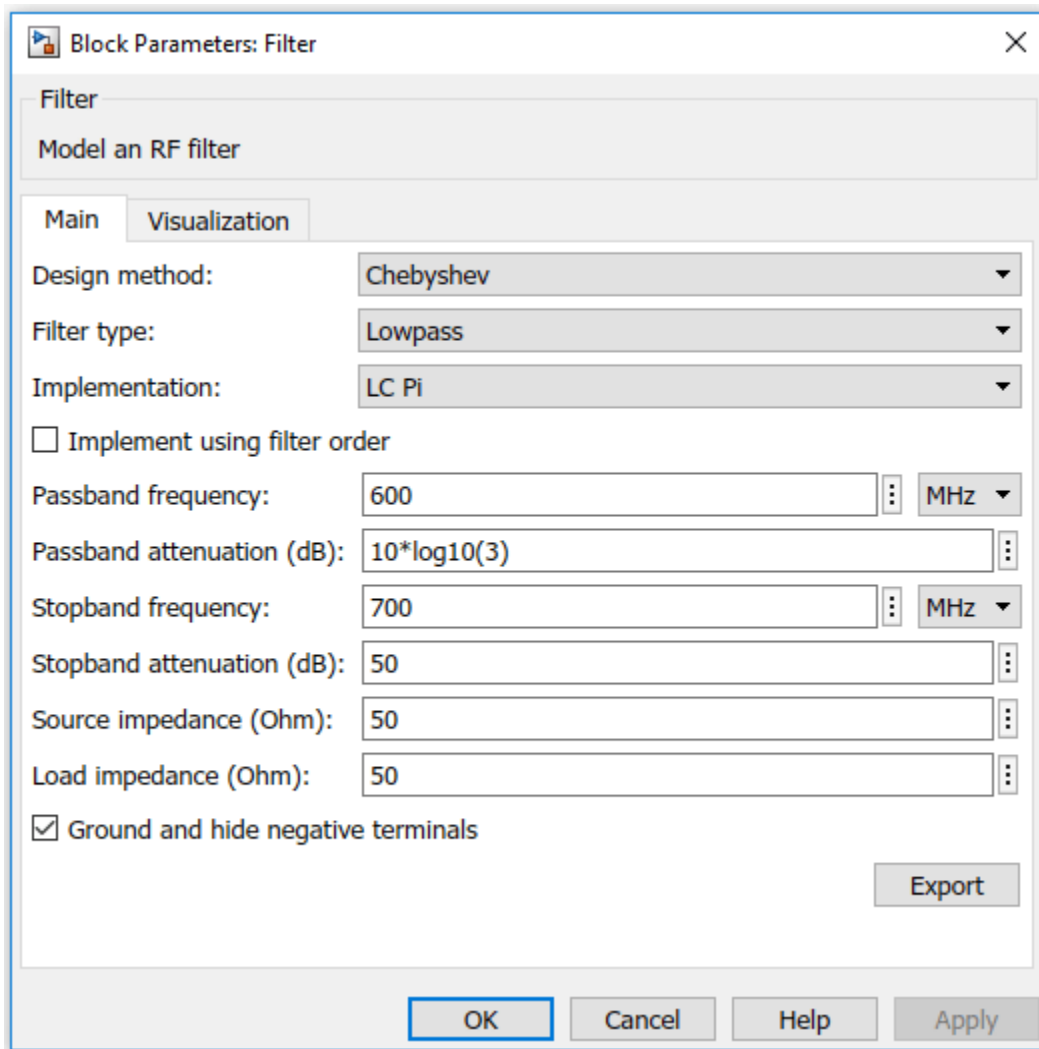 Block Parameters: Filter
Filter
Model an RF filter
Main Visualization
Design method: Chebyshev
Filter type: Lowpass
Implementation: LC Pi
Implement using filter order
Passband frequency: 600 MHz
Passband attenuation (dB): 10*log10(3)
Stopband frequency: 700 MHz
Stopband attenuation (dB): 50
Source impedance (Ohm): 50
Load impedance (Ohm): 50
Ground and hide negative terminals
Export
OK Cancel Help Apply